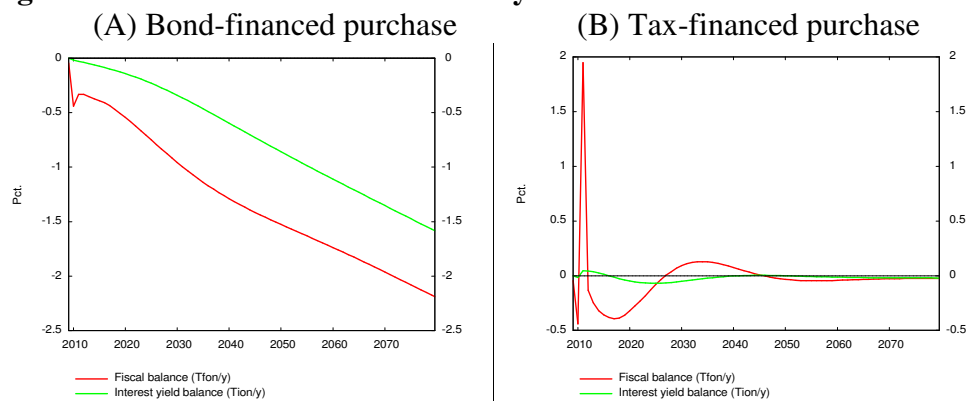 (A) Bond-financed purchase
(B) Tax-financed purchase
0
-0.5
-1
-1.5
-2
-2.5
Pct.
0
-0.5
-1
-1.5
-2
-2.5
2010 2020 2030 2040 2050 2060 2070
Fiscal balance (Tfon/y)
Interest yield balance (Tion/y)
2
1.5
1
0.5
0
-0.5
Pct.
2
1.5
1
0.5
0
-0.5
2010 2020 2030 2040 2050 2060 2070
Fiscal balance (Tfon/y)
Interest yield balance (Tion/y)